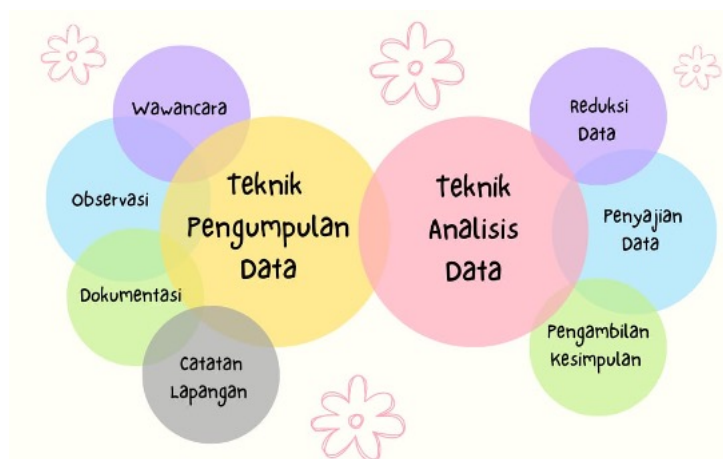 Wawancara
Observasi
Dokumentasi
Catatan
Lapangan
Teknik
Pengumpulan
Data
Teknik
Analisis
Data
Reduksi
Data
Penyajian
Data
Pengambilan
Kesimpulan